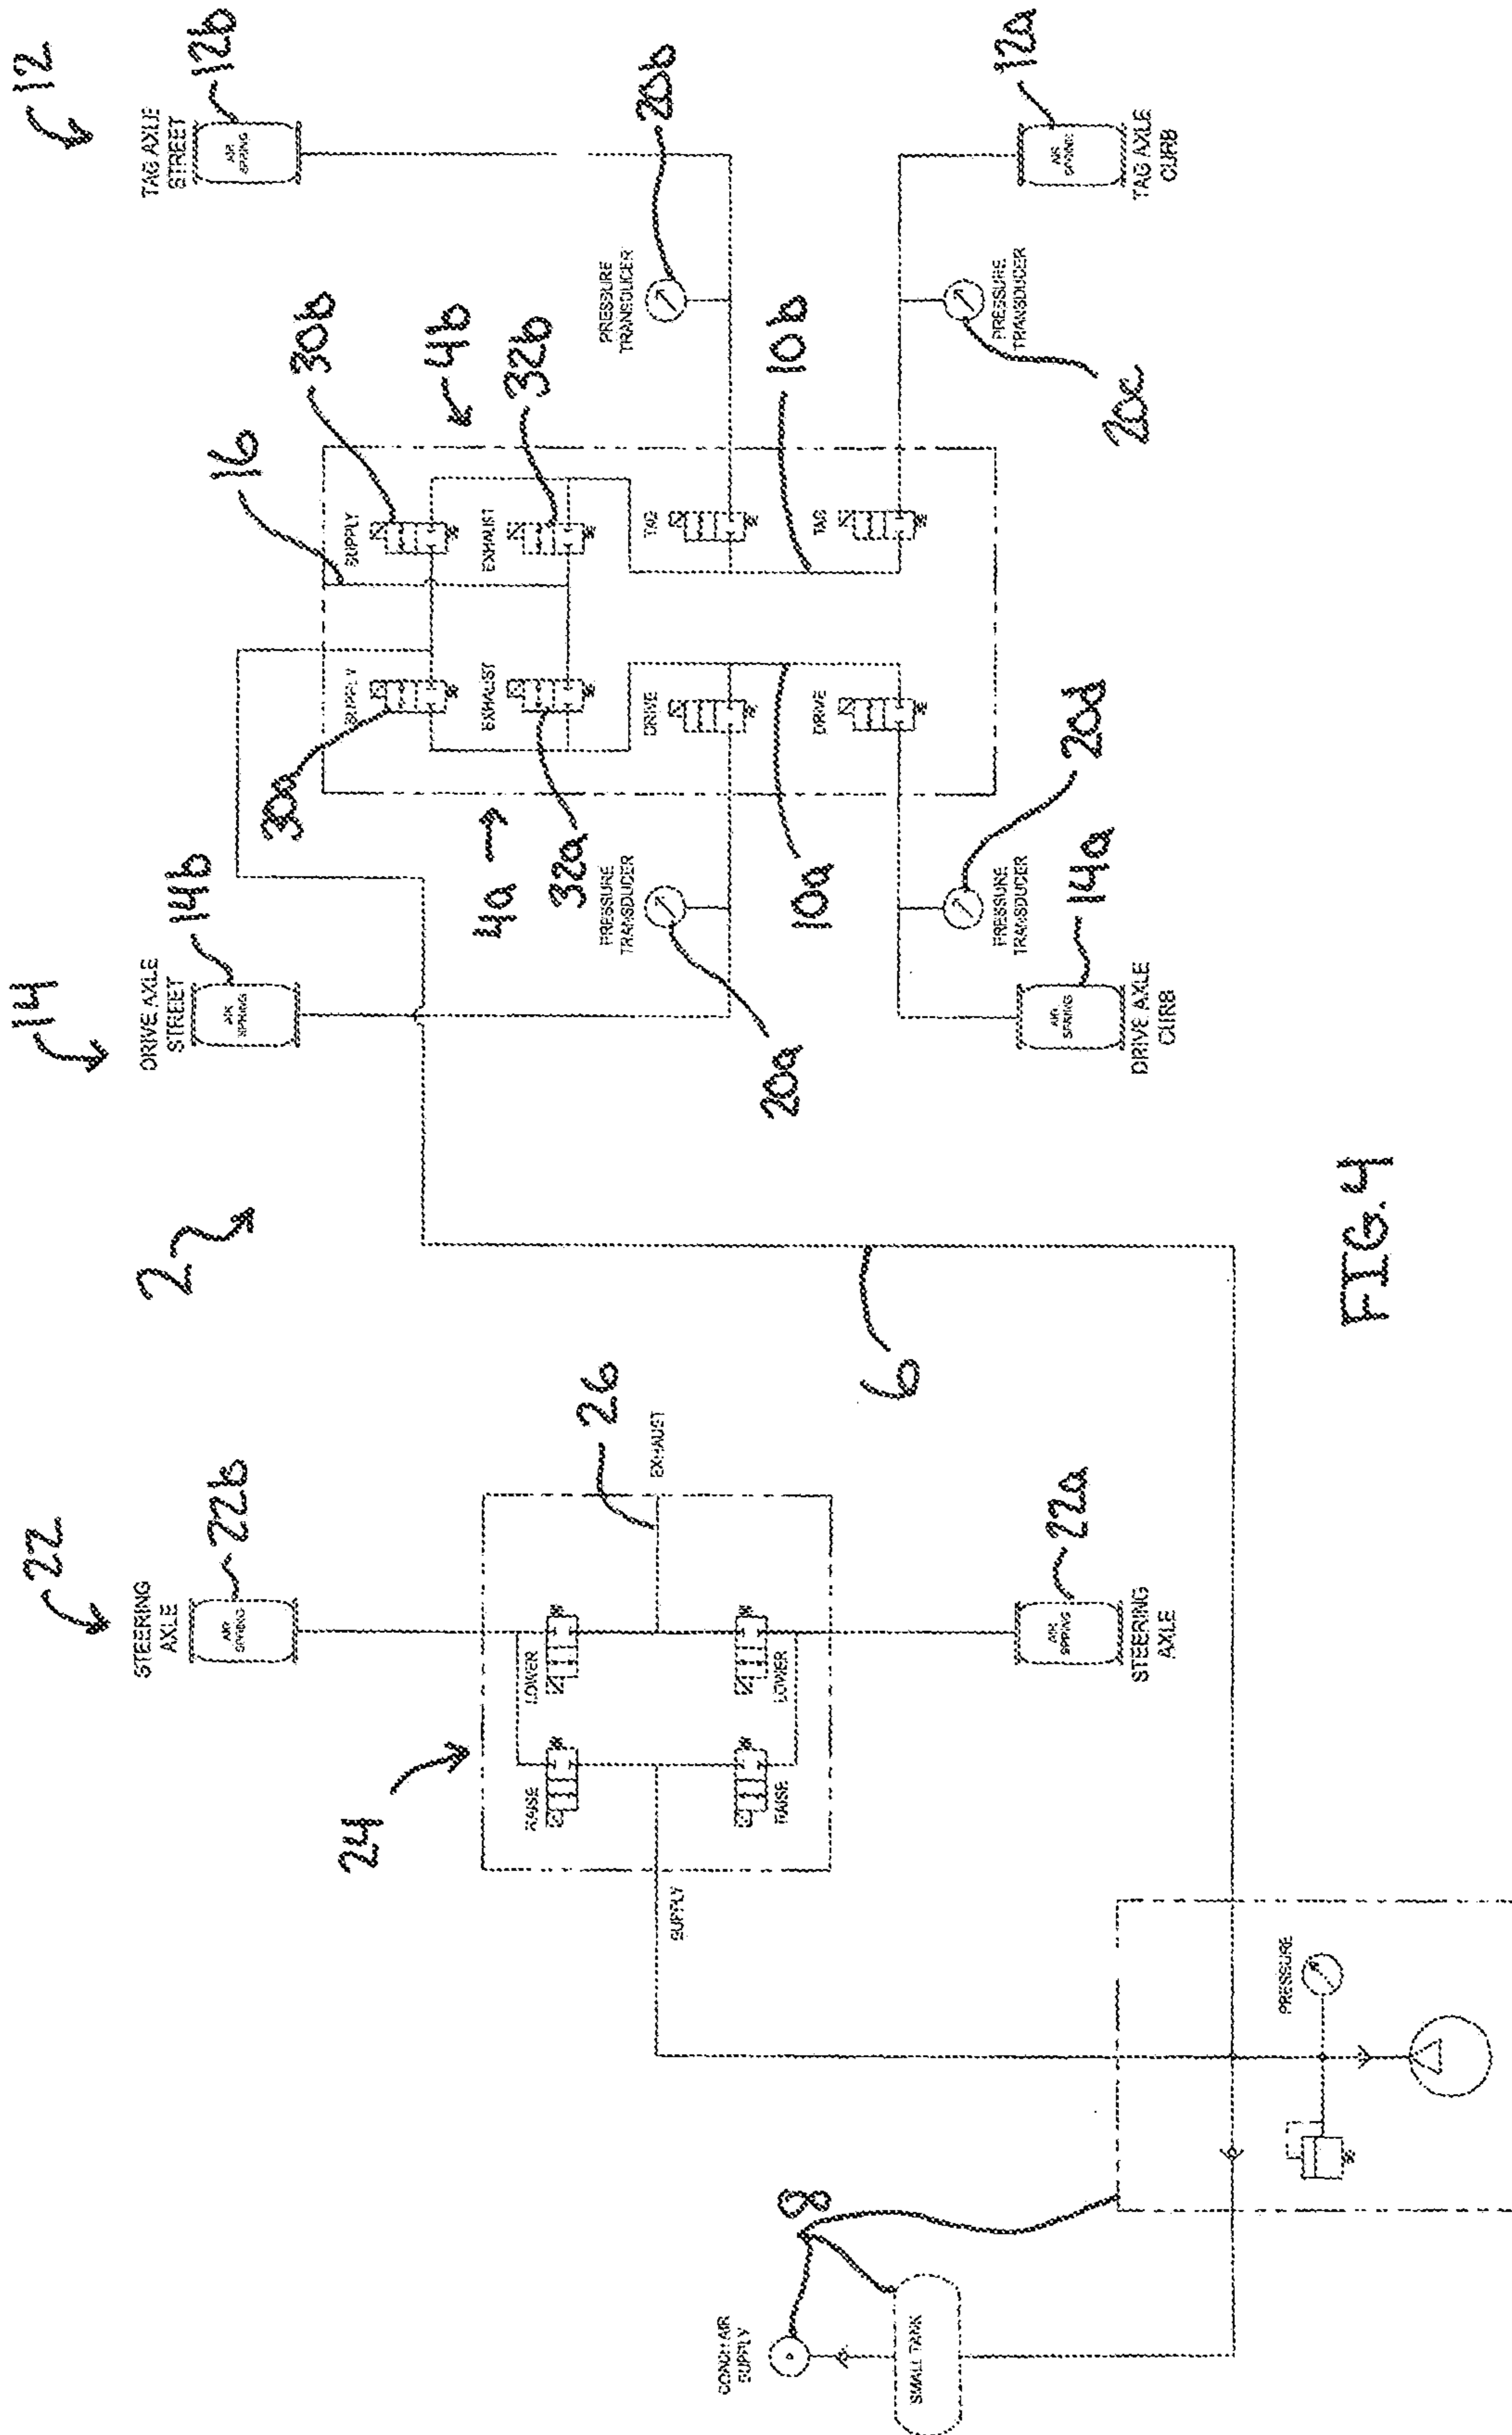 22
STEERING
AXLE
22b
AIR
SPRING
24
RAISE
LOWER
26
EXHAUST
SUPPLY
RAISE
LOWER
AIR
SPRING
22a
STEERING
AXLE
COACH AIR
SUPPLY
8
SMALL TANK
PRESSURE
2
6
14
DRIVE AXLE
STREET
14b
AIR
SPRING
12
TAG AXLE
STREET
12b
AIR
SPRING
16
30a
SUPPLY
SUPPLY
30b
4a
32a
EXHAUST
EXHAUST
32b
4b
PRESSURE
TRANSDUCER
20a
DRIVE
TAG
PRESSURE
TRANSDUCER
20b
10a
10b
DRIVE
TAG
20d
PRESSURE
TRANSDUCER
PRESSURE
TRANSDUCER
20c
AIR
SPRING
14a
DRIVE AXLE
CURB
AIR
SPRING
12a
TAG AXLE
CURB
FIG. 4